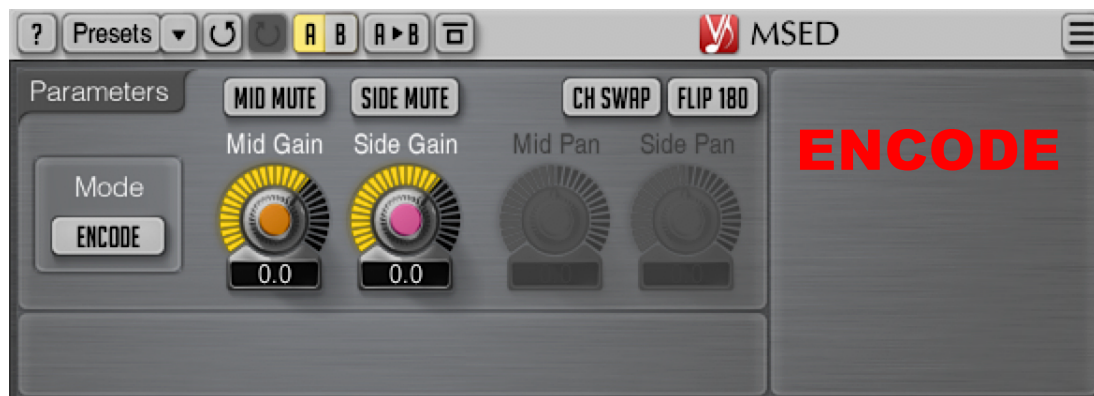 ? Presets A B A▸B MSED
Parameters MID MUTE SIDE MUTE CH SWAP FLIP 180
Mid Gain Side Gain Mid Pan Side Pan
ENCODE
Mode
ENCODE
0.0 0.0